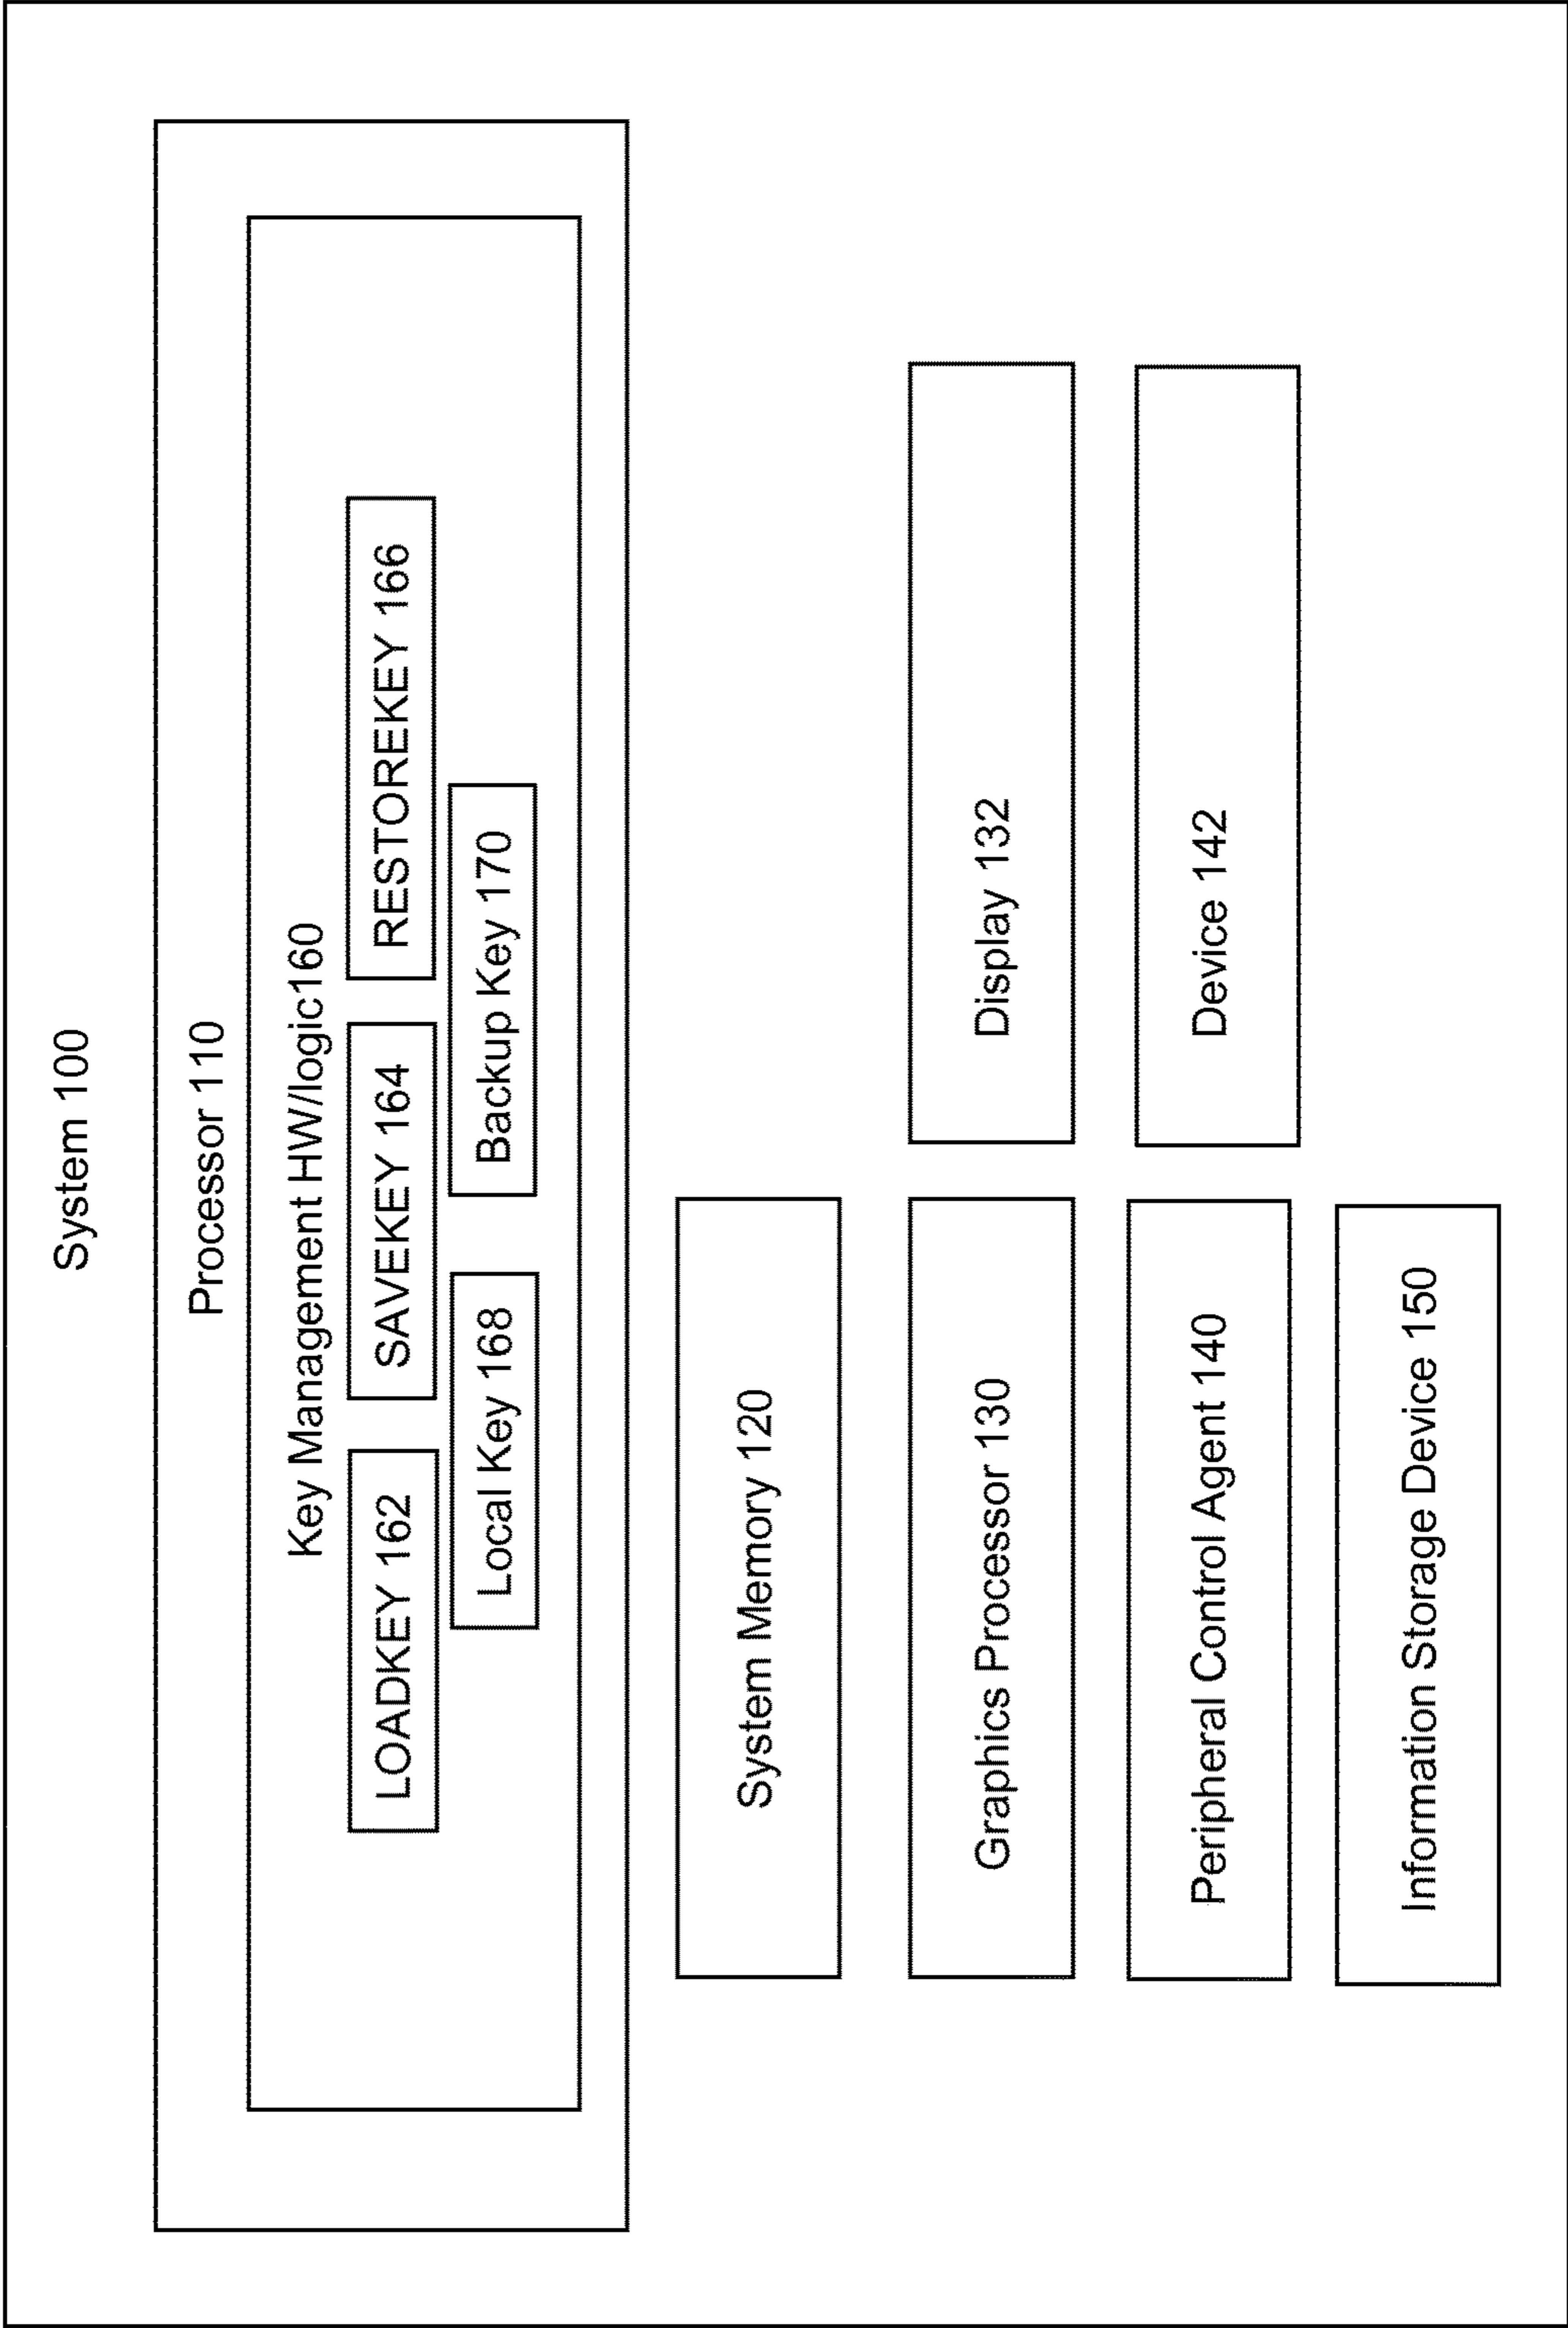 System 100
Processor 110
Key Management HW/logic160
LOADKEY 162
SAVEKEY 164
RESTOREKEY 166
Local Key 168
Backup Key 170
System Memory 120
Graphics Processor 130
Display 132
Peripheral Control Agent 140
Device 142
Information Storage Device 150